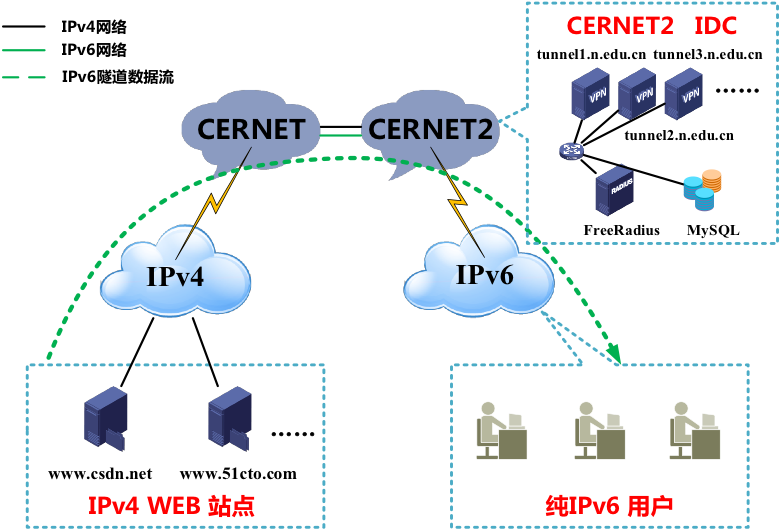 IPv4网络
IPv6网络
IPv6隧道数据流
CERNET2 IDC
tunnel1.n.edu.cn tunnel3.n.edu.cn
VPN VPN VPN ……
tunnel2.n.edu.cn
RADIUS
FreeRadius MySQL
CERNET CERNET2
IPv4 IPv6
……
www.csdn.net www.51cto.com
IPv4 WEB 站点 纯IPv6 用户